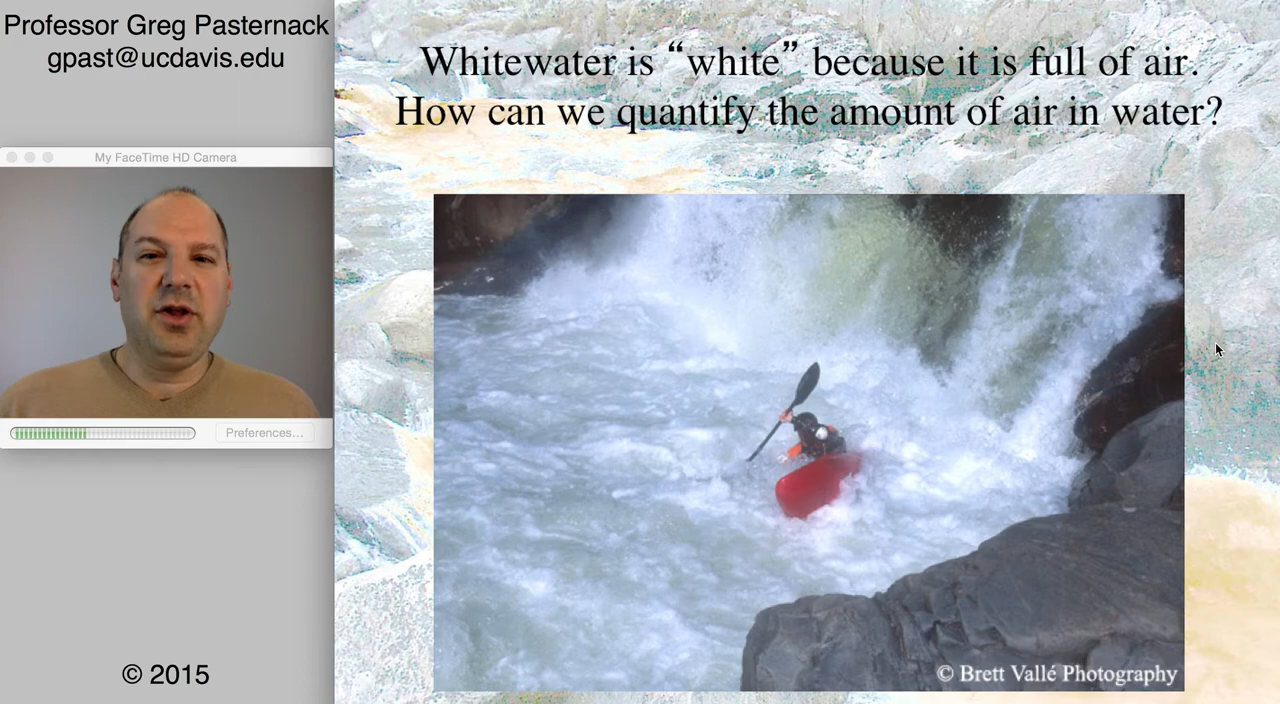 Professor Greg Pasternack
gpast@ucdavis.edu
My FaceTime HD Camera
Preferences...
© 2015
Whitewater is “white” because it is full of air.
How can we quantify the amount of air in water?
© Brett Vallé Photography